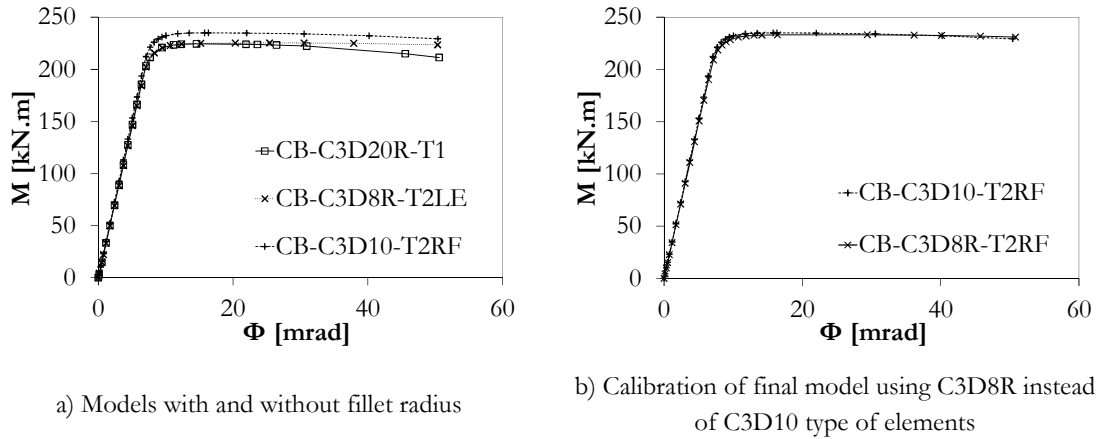 250
200
150
100
50
0
M [kN.m]
CB-C3D20R-T1
CB-C3D8R-T2LE
CB-C3D10-T2RF
0 20 40 60
Φ [mrad]
a) Models with and without fillet radius
250
200
150
100
50
0
M [kN.m]
CB-C3D10-T2RF
CB-C3D8R-T2RF
0 20 40 60
Φ [mrad]
b) Calibration of final model using C3D8R instead
of C3D10 type of elements